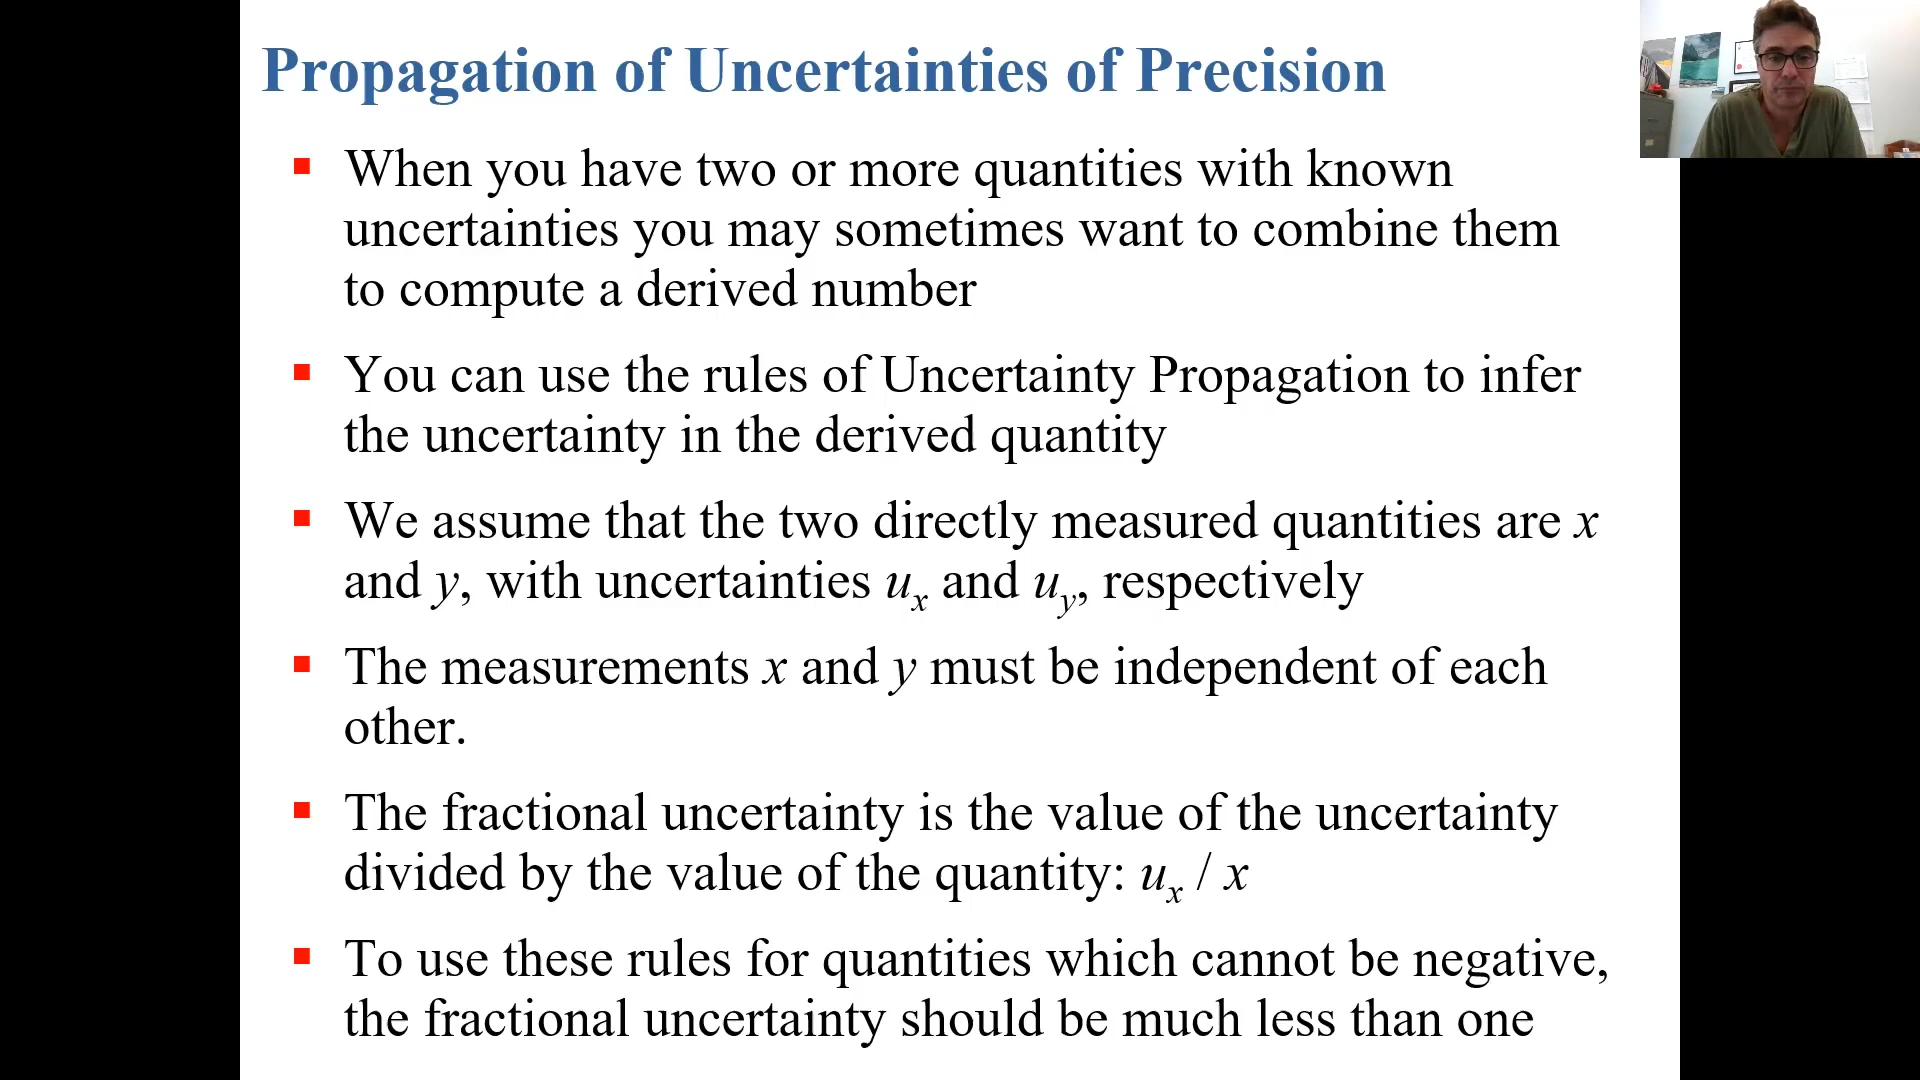 Propagation of Uncertainties of Precision
▪ When you have two or more quantities with known
uncertainties you may sometimes want to combine them
to compute a derived number
▪ You can use the rules of Uncertainty Propagation to infer
the uncertainty in the derived quantity
▪ We assume that the two directly measured quantities are x
and y, with uncertainties uₓ and u_y, respectively
▪ The measurements x and y must be independent of each
other.
▪ The fractional uncertainty is the value of the uncertainty
divided by the value of the quantity: uₓ / x
▪ To use these rules for quantities which cannot be negative,
the fractional uncertainty should be much less than one